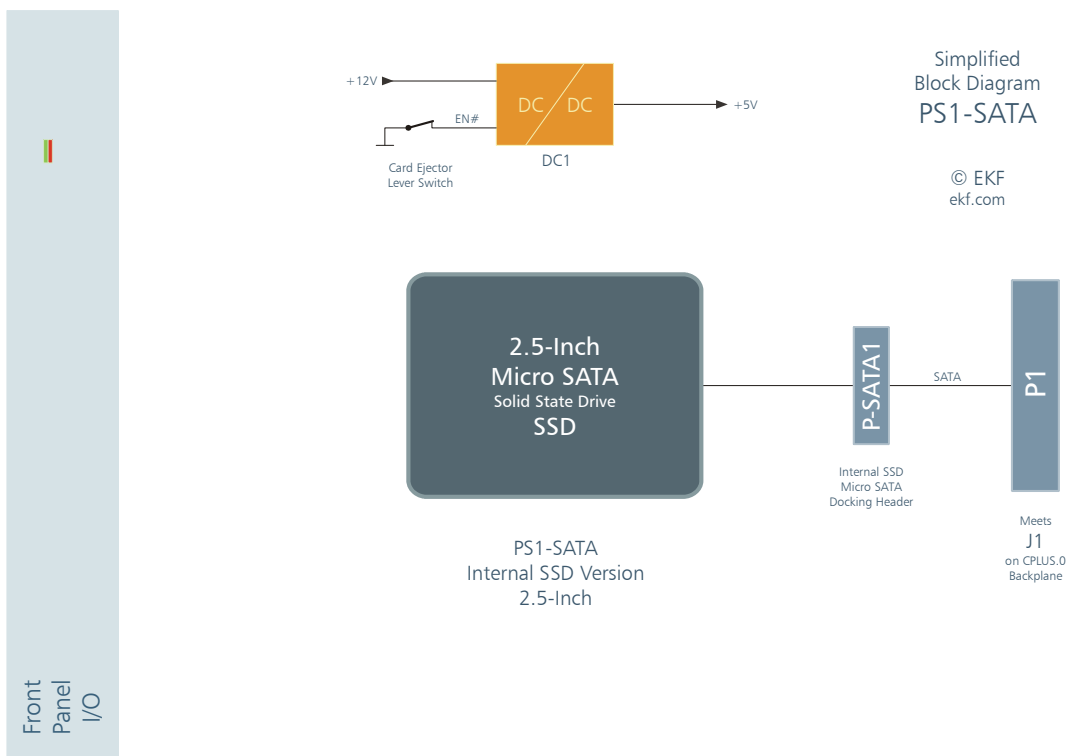 Simplified
Block Diagram
PS1-SATA
© EKF
ekf.com
+12V
EN#
DC DC
+5V
DC1
Card Ejector
Lever Switch
2.5-Inch
Micro SATA
Solid State Drive
SSD
P-SATA1
SATA
P1
Internal SSD
Micro SATA
Docking Header
Meets
J1
on CPLUS.0
Backplane
PS1-SATA
Internal SSD Version
2.5-Inch
Front
Panel
I/O